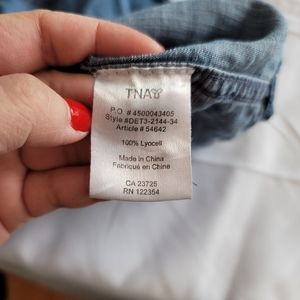 TNA
P.O # 4500043405
Style #DET3-2144-34
Article # 54642
100% Lyocell
Made in China
Fabriqué en Chine
CA 23725
RN 122354